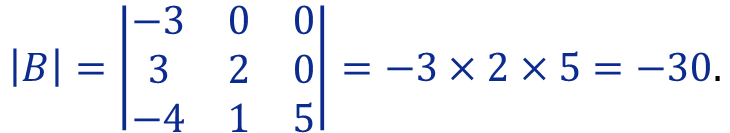 |B| = |−3 0 0|
|3 2 0|
|−4 1 5| = −3 × 2 × 5 = −30.